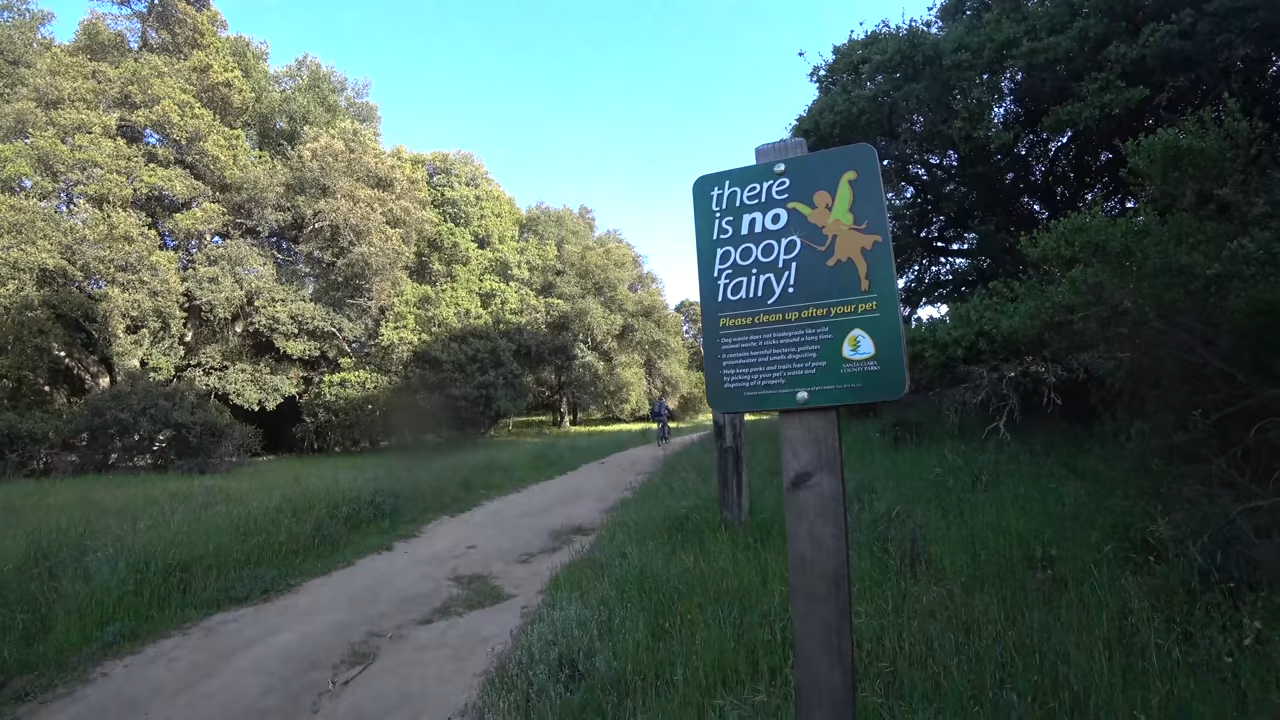 there
is no
poop
fairy!
Please clean up after your pet
• Dog waste does not biodegrade like wild
animal waste; it sticks around a long time.
• It contains harmful bacteria, pollutes
groundwater and smells disgusting.
• Help keep parks and trails free of poop
by picking up your pet's waste and
disposing of it properly.
SANTA CLARA
COUNTY PARKS